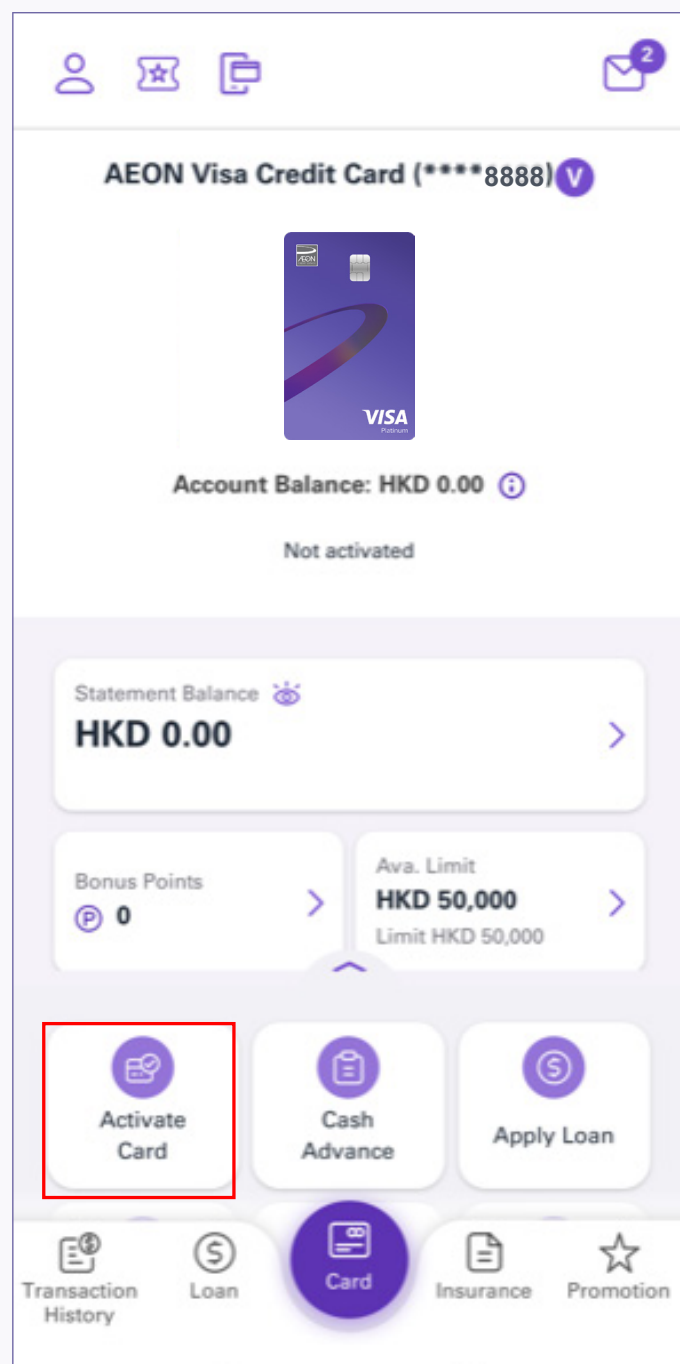 2
AEON Visa Credit Card (****8888) V
AEON
VISA
Platinum
Account Balance: HKD 0.00
Not activated
Statement Balance
HKD 0.00
Bonus Points
P 0
Ava. Limit
HKD 50,000
Limit HKD 50,000
Activate
Card
Cash
Advance
Apply Loan
Transaction
History
Loan
Card
Insurance
Promotion